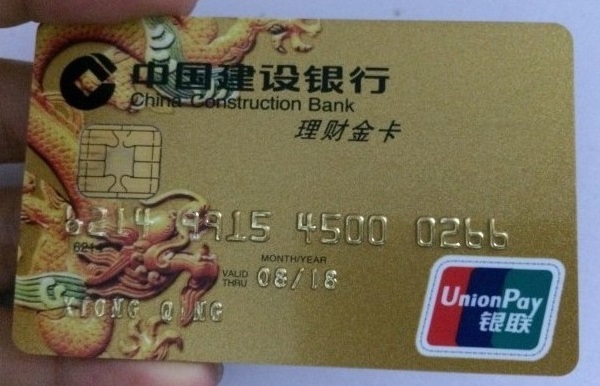 中国建设银行
China Construction Bank
理财金卡
6214 9915 4500 0266
6214
MONTH/YEAR
VALID THRU 08/18
XIONG QING
UnionPay
银联